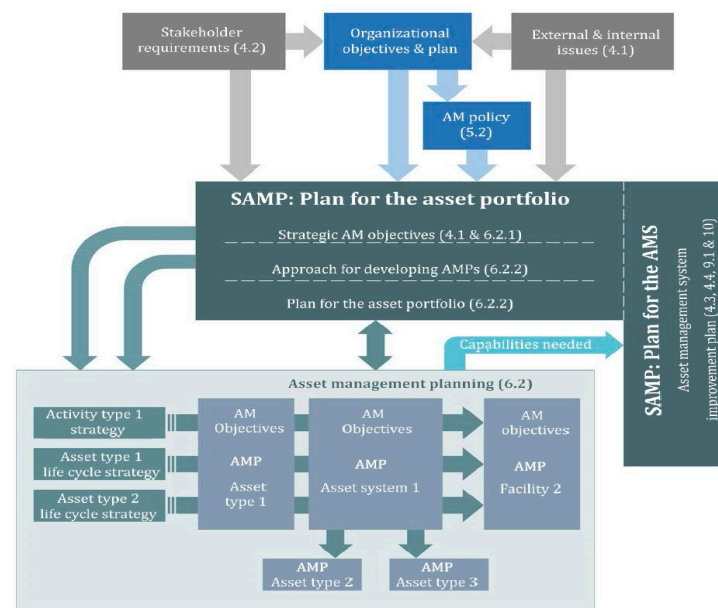 Stakeholder
requirements (4.2)
Organizational
objectives & plan
External & internal
issues (4.1)
AM policy
(5.2)
SAMP: Plan for the asset portfolio
Strategic AM objectives (4.1 & 6.2.1)
Approach for developing AMPs (6.2.2)
Plan for the asset portfolio (6.2.2)
SAMP: Plan for the AMS
Asset management system
improvement plan (4.3, 4.4, 9.1 & 10)
Capabilities needed
Asset management planning (6.2)
Activity type 1
strategy
Asset type 1
life cycle strategy
Asset type 2
life cycle strategy
AM
Objectives
AMP
Asset
type 1
AM
Objectives
AMP
Asset system 1
AM
objectives
AMP
Facility 2
AMP
Asset type 2
AMP
Asset type 3